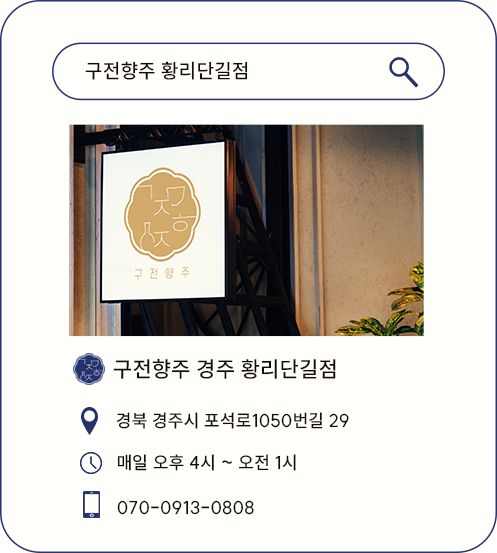 구전향주 황리단길점
구전향주
구전향주 경주 황리단길점
경북 경주시 포석로1050번길 29
매일 오후 4시 ~ 오전 1시
070-0913-0808